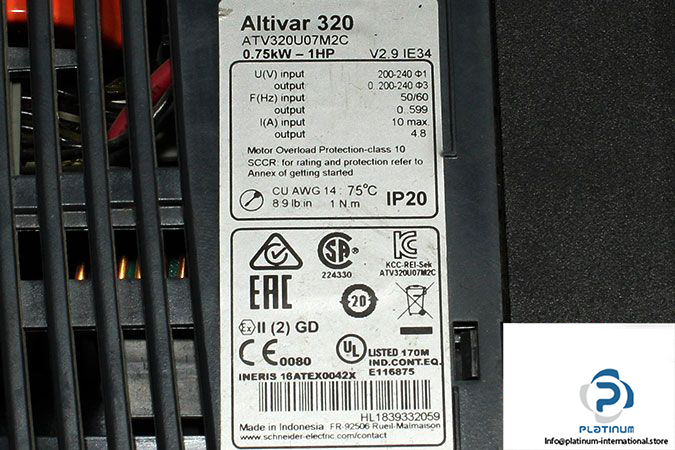 Altivar 320
ATV320U07M2C
0.75kW – 1HP V2.9 IE34
U(V) input 200-240 Φ1
output 0..200-240 Φ3
F(Hz) input 50/60
output 0..599
I(A) input 10 max.
output 4.8
Motor Overload Protection-class 10
SCCR: for rating and protection refer to
Annex of getting started
CU AWG 14 : 75°C
8.9 lb.in 1 N.m IP20
SA ®
224330
KCC-REI-Sek
ATV320U07M2C
EAC
20
Ex II (2) GD
CE 0080
UL LISTED 170M
IND.CONT.EQ.
E116875
INERIS 16ATEX0042X
HL1839332059
Made in Indonesia FR-92506 Rueil-Malmaison
www.schneider-electric.com/contact
PLATINUM
info@platinum-international.store